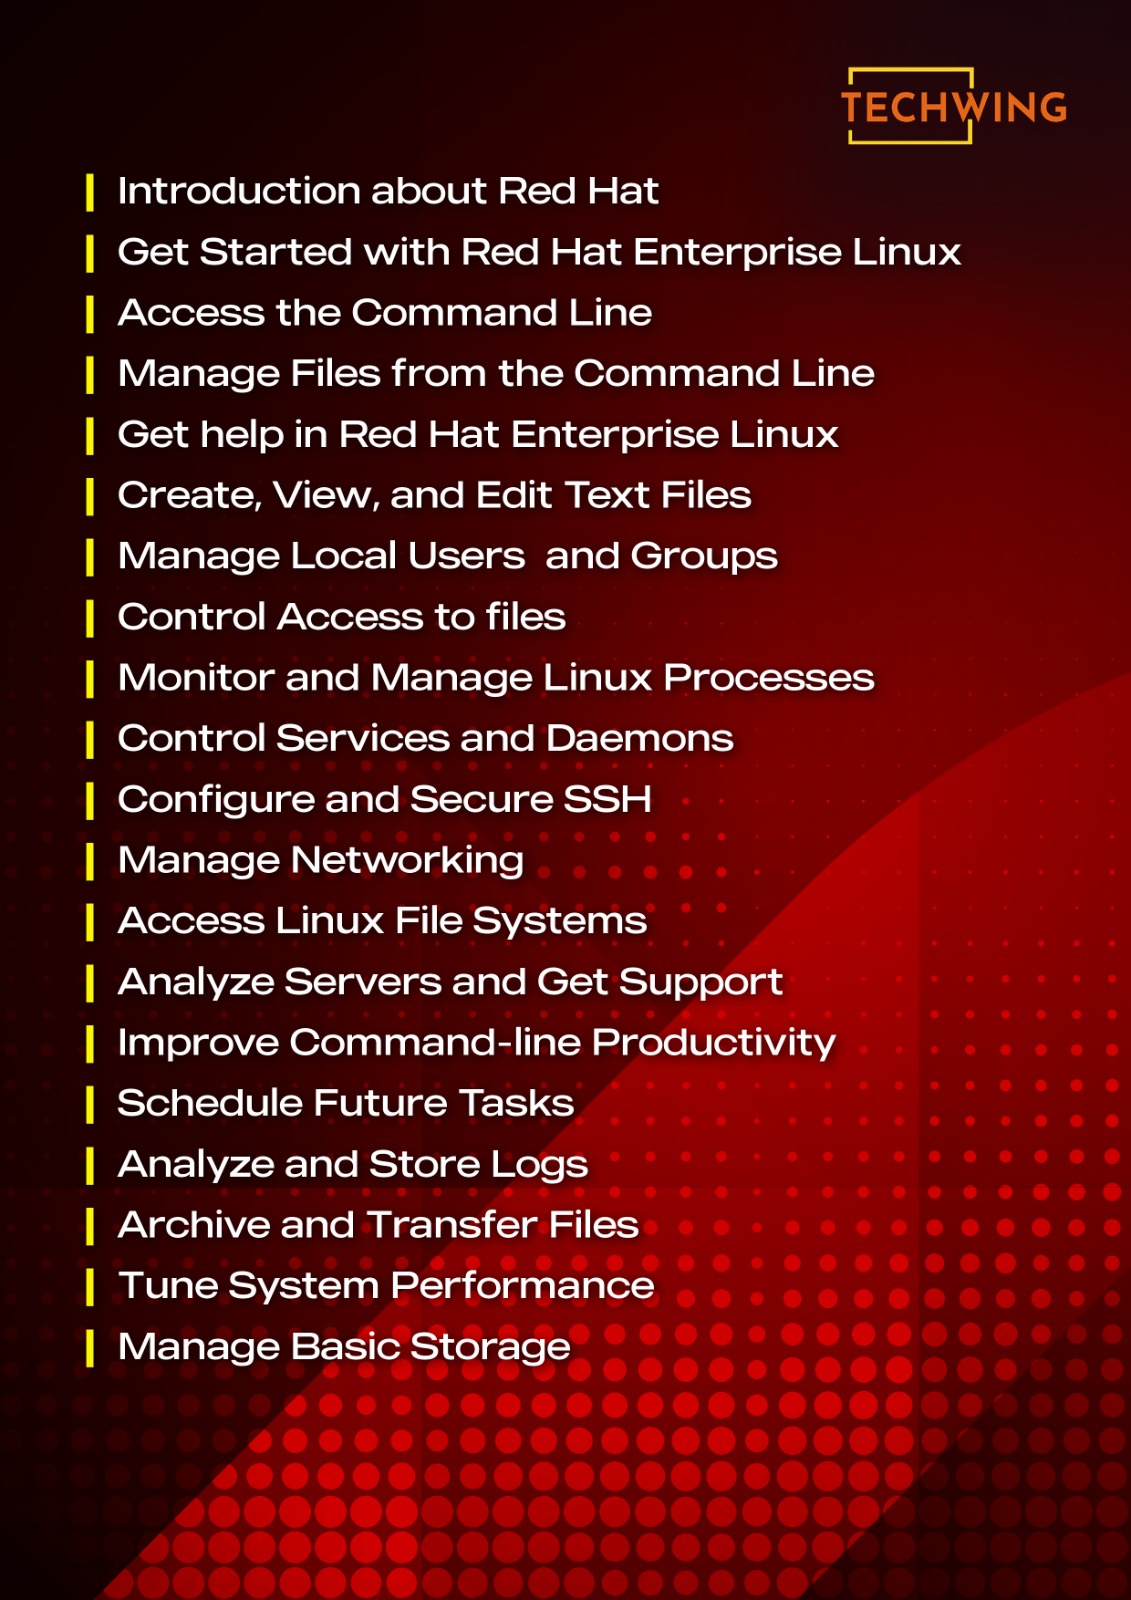 TECHWING
Introduction about Red Hat
Get Started with Red Hat Enterprise Linux
Access the Command Line
Manage Files from the Command Line
Get help in Red Hat Enterprise Linux
Create, View, and Edit Text Files
Manage Local Users  and Groups
Control Access to files
Monitor and Manage Linux Processes
Control Services and Daemons
Configure and Secure SSH
Manage Networking
Access Linux File Systems
Analyze Servers and Get Support
Improve Command-line Productivity
Schedule Future Tasks
Analyze and Store Logs
Archive and Transfer Files
Tune System Performance
Manage Basic Storage